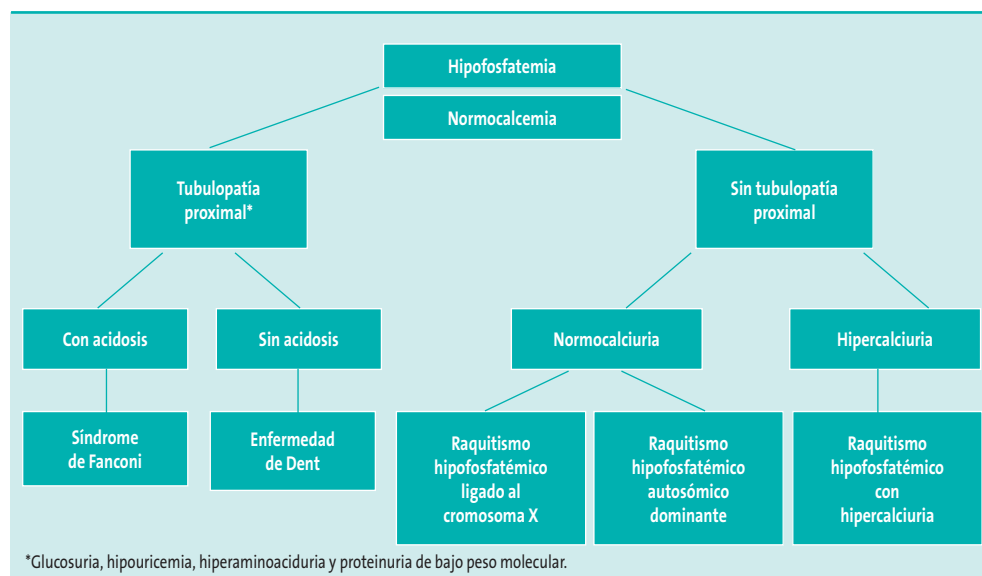 Hipofosfatemia
Normocalcemia
Tubulopatía
proximal*
Sin tubulopatía
proximal
Con acidosis
Sin acidosis
Normocalciuria
Hipercalciuria
Síndrome
de Fanconi
Enfermedad
de Dent
Raquitismo
hipofosfatémico
ligado al
cromosoma X
Raquitismo
hipofosfatémico
autosómico
dominante
Raquitismo
hipofosfatémico
con
hipercalciuria
*Glucosuria, hipouricemia, hiperaminoaciduria y proteinuria de bajo peso molecular.